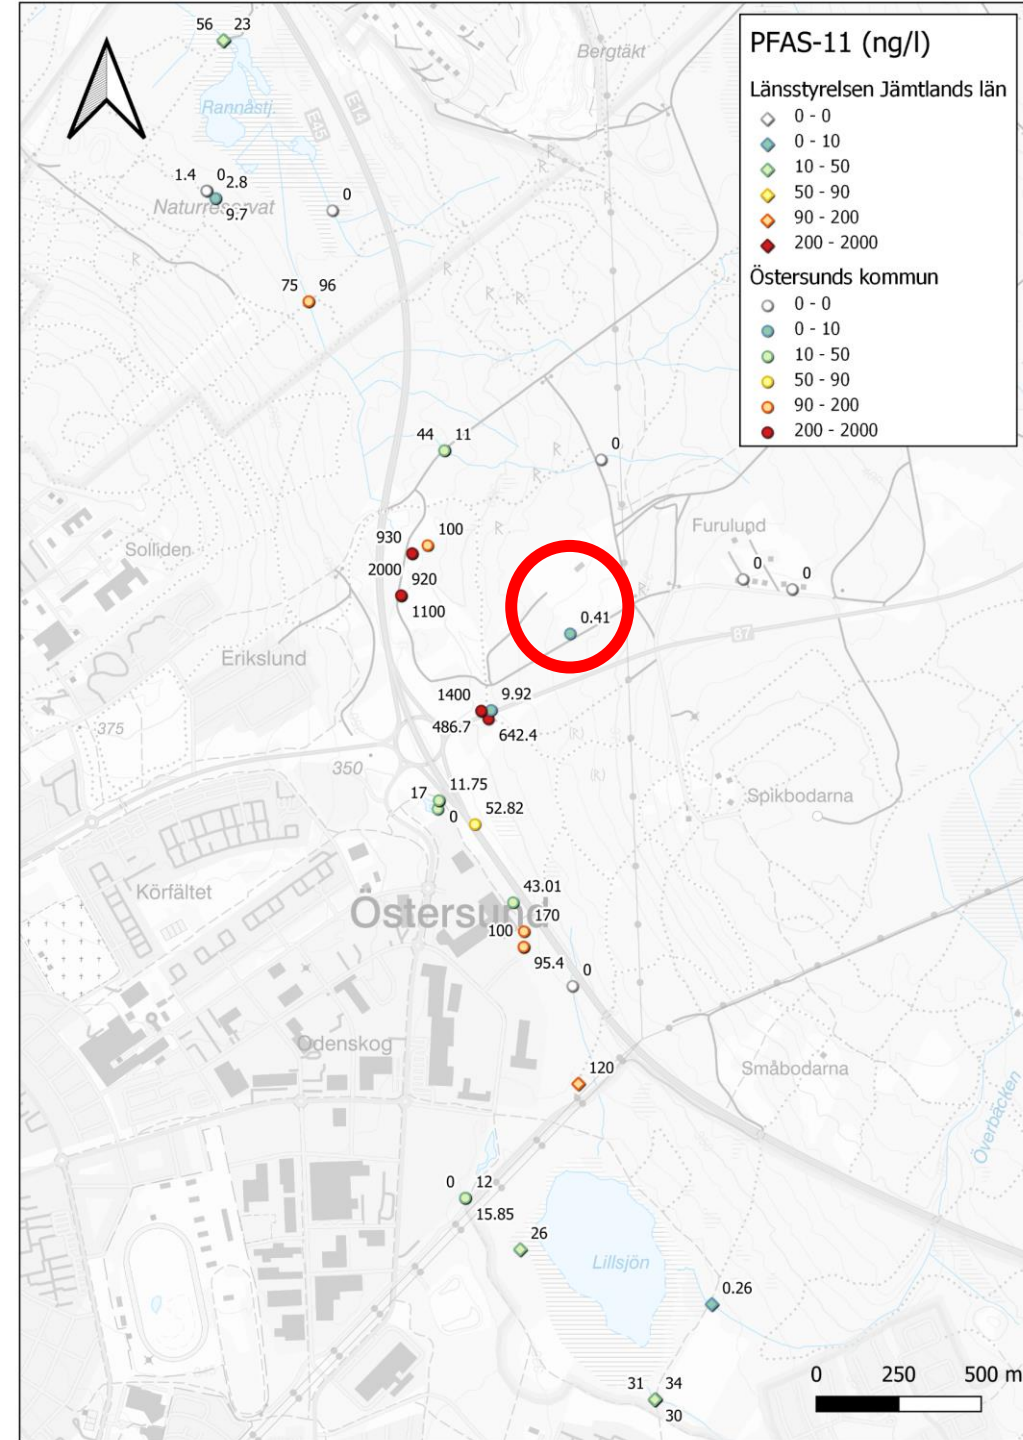 PFAS-11 (ng/l)
Länsstyrelsen Jämtlands län
0 - 0
0 - 10
10 - 50
50 - 90
90 - 200
200 - 2000
Östersunds kommun
0 - 0
0 - 10
10 - 50
50 - 90
90 - 200
200 - 2000
56 23
Bergtäkt
Rannåstj.
E45
E14
1.4 0 2.8
9.7
Naturreservat
0
75 96
44 11
0
Furulund
Solliden
930
100
2000
920
1100
0
0
0.41
87
Erikslund
1400
9.92
486.7
642.4
375
350
17
11.75
0
52.82
Spikbodarna
Körfältet
43.01
Östersund
170
100
95.4
0
Odenskog
Småbodarna
120
Överbäcken
0 12
15.85
26
Lillsjön
0.26
31 34
30
0 250 500 m
R
R
R
R
R
R
R
R
R
R
(R)
(R)